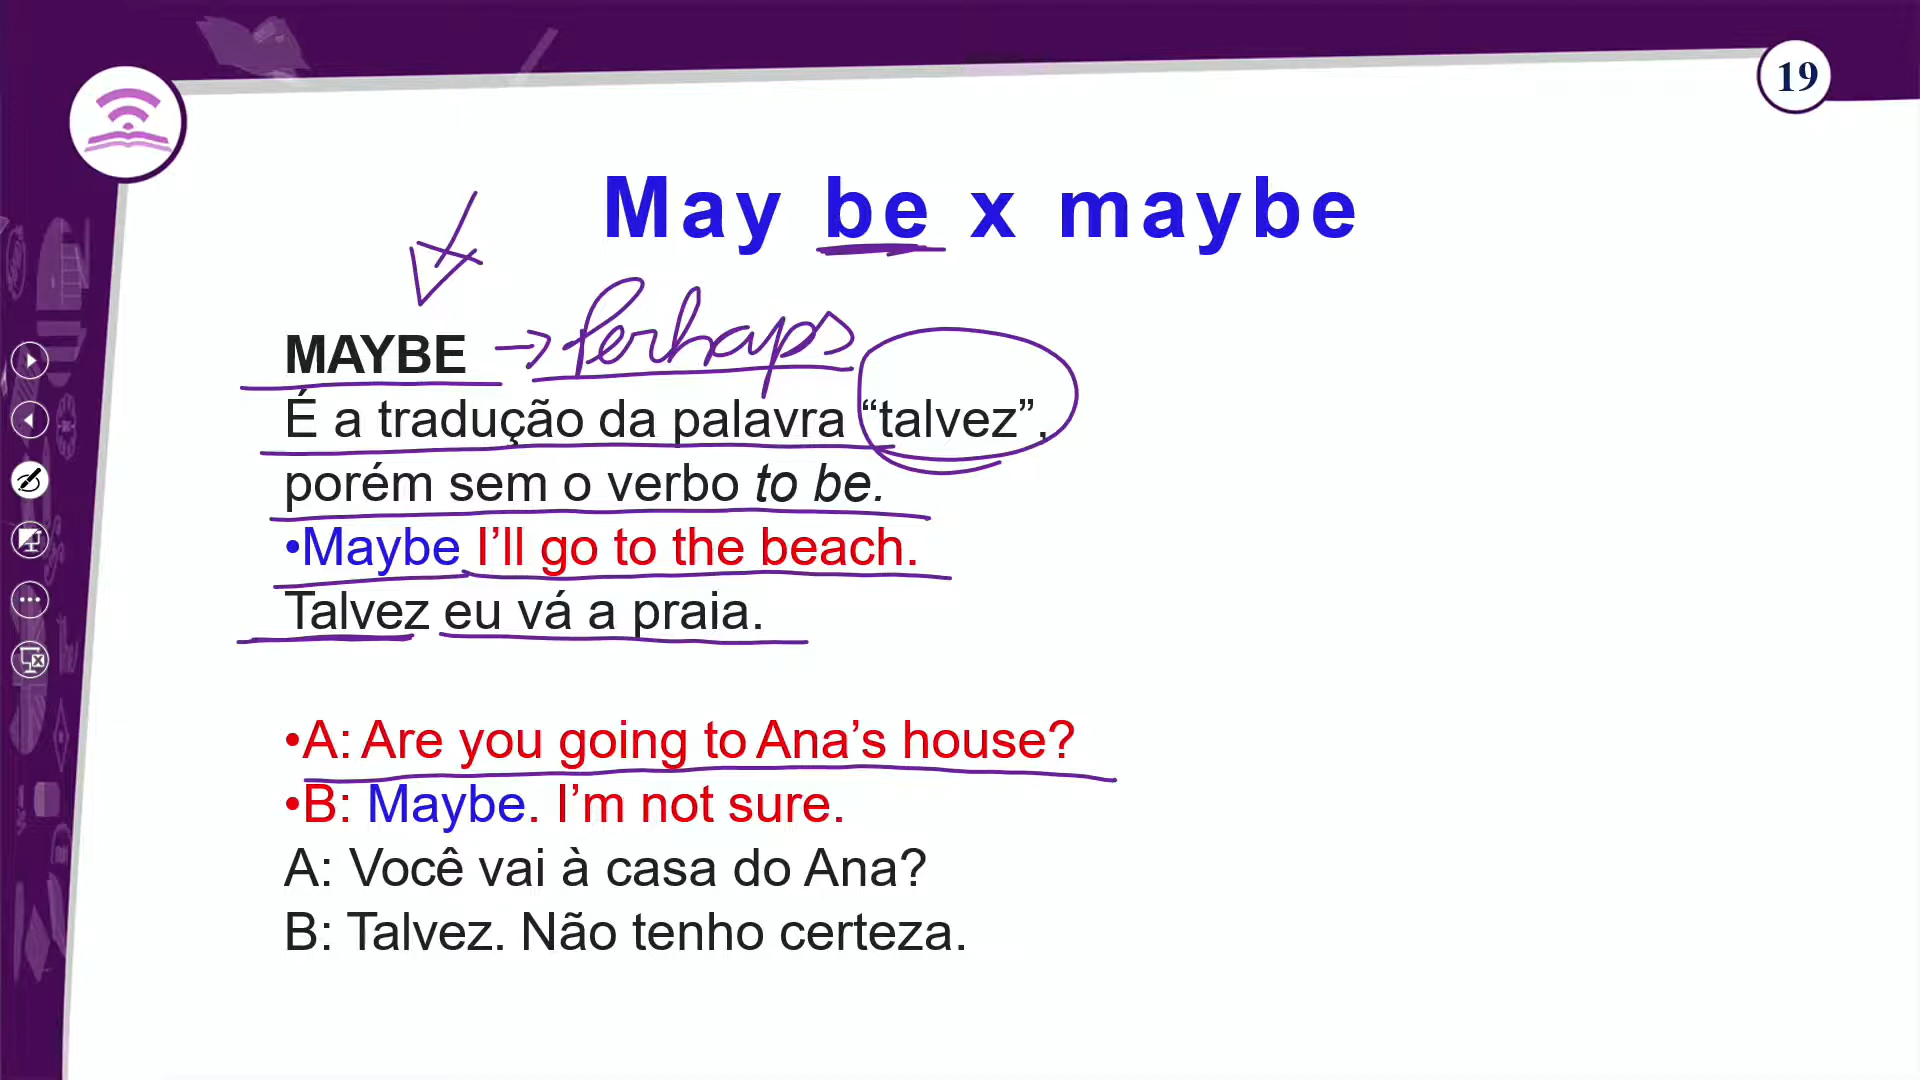 19
May be x maybe
MAYBE → Perhaps
É a tradução da palavra “talvez”,
porém sem o verbo to be.
•Maybe I’ll go to the beach.
Talvez eu vá a praia.
•A: Are you going to Ana’s house?
•B: Maybe. I’m not sure.
A: Você vai à casa do Ana?
B: Talvez. Não tenho certeza.